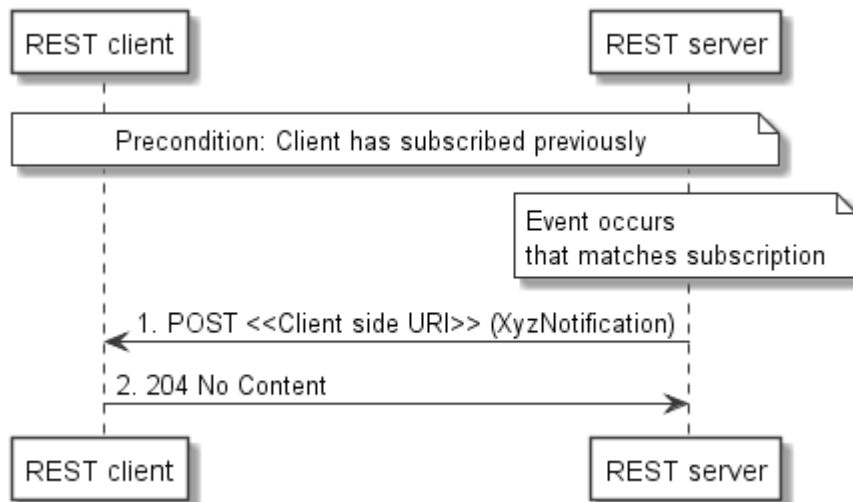 REST client
REST server
Precondition: Client has subscribed previously
Event occurs
that matches subscription
1. POST <<Client side URI>> (XyzNotification)
2. 204 No Content
REST client
REST server